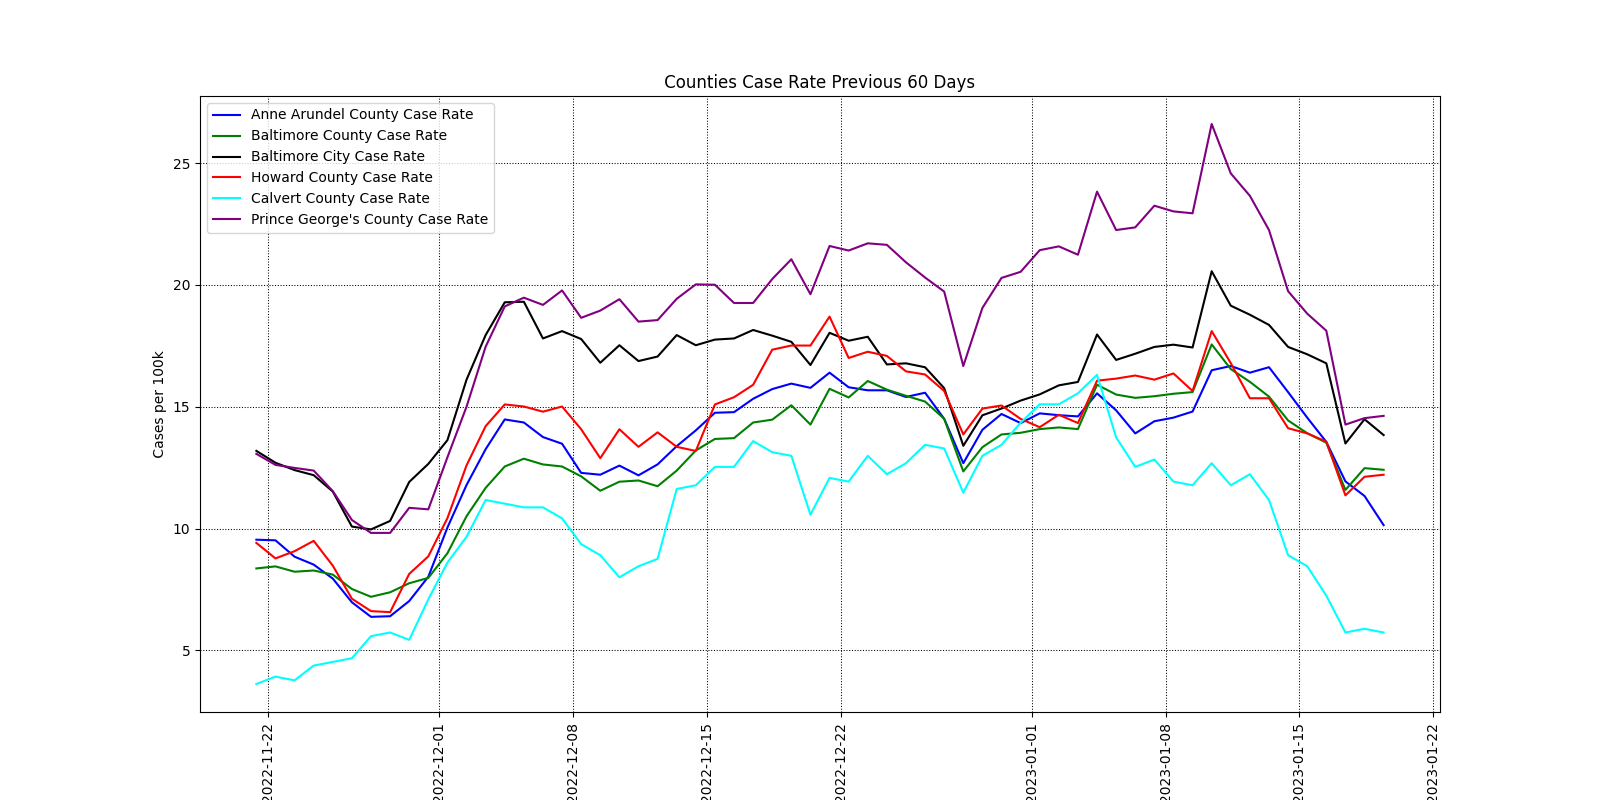 Counties Case Rate Previous 60 Days
Anne Arundel County Case Rate
Baltimore County Case Rate
Baltimore City Case Rate
Howard County Case Rate
Calvert County Case Rate
Prince George's County Case Rate
Cases per 100k
25
20
15
10
5
2022-11-22
2022-12-01
2022-12-08
2022-12-15
2022-12-22
2023-01-01
2023-01-08
2023-01-15
2023-01-22